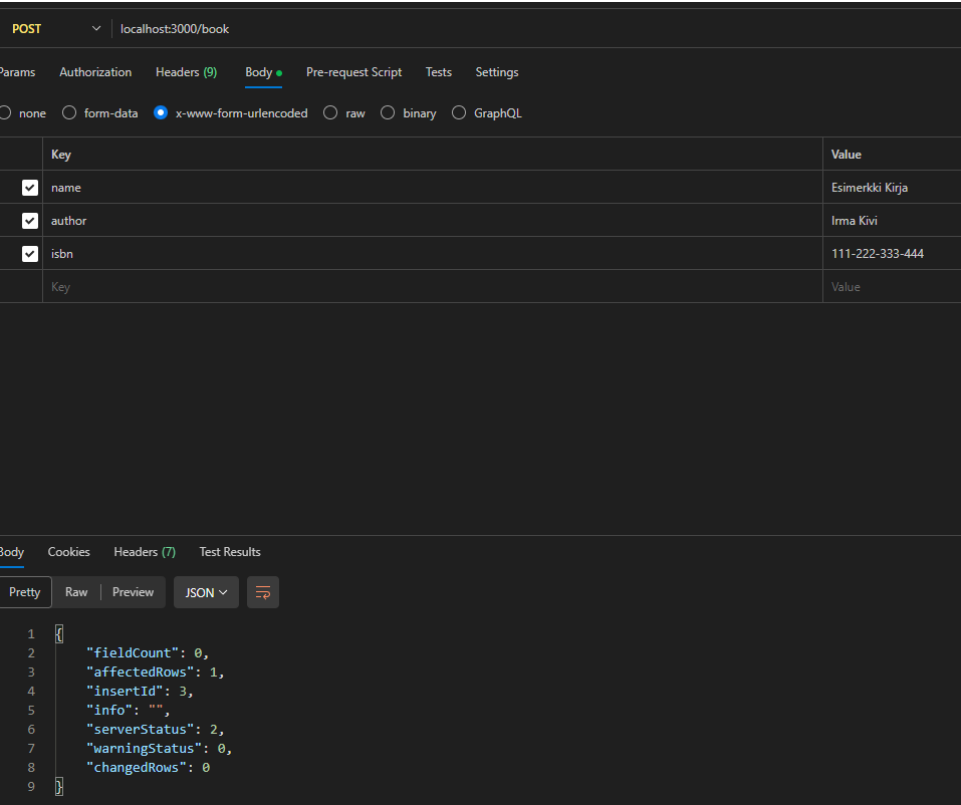 POST localhost:3000/book
Params Authorization Headers (9) Body Pre-request Script Tests Settings
none form-data x-www-form-urlencoded raw binary GraphQL
Key Value
name Esimerkki Kirja
author Irma Kivi
isbn 111-222-333-444
Key Value
Body Cookies Headers (7) Test Results
Pretty Raw Preview JSON
1 {
2 "fieldCount": 0,
3 "affectedRows": 1,
4 "insertId": 3,
5 "info": "",
6 "serverStatus": 2,
7 "warningStatus": 0,
8 "changedRows": 0
9 }